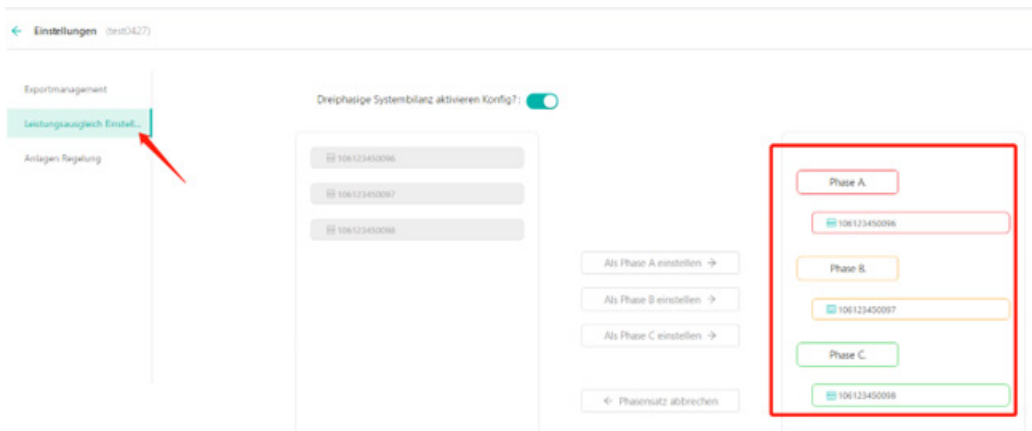 ← Einstellungen (test0427)
Exportmanagement
Leistungsausgleich Einstell...
Anlagen Regelung
Dreiphasige Systembilanz aktivieren Konfig?:
106123450096
106123450097
106123450098
Als Phase A einstellen →
Als Phase B einstellen →
Als Phase C einstellen →
← Phasensatz abbrechen
Phase A.
106123450096
Phase B.
106123450097
Phase C.
106123450098